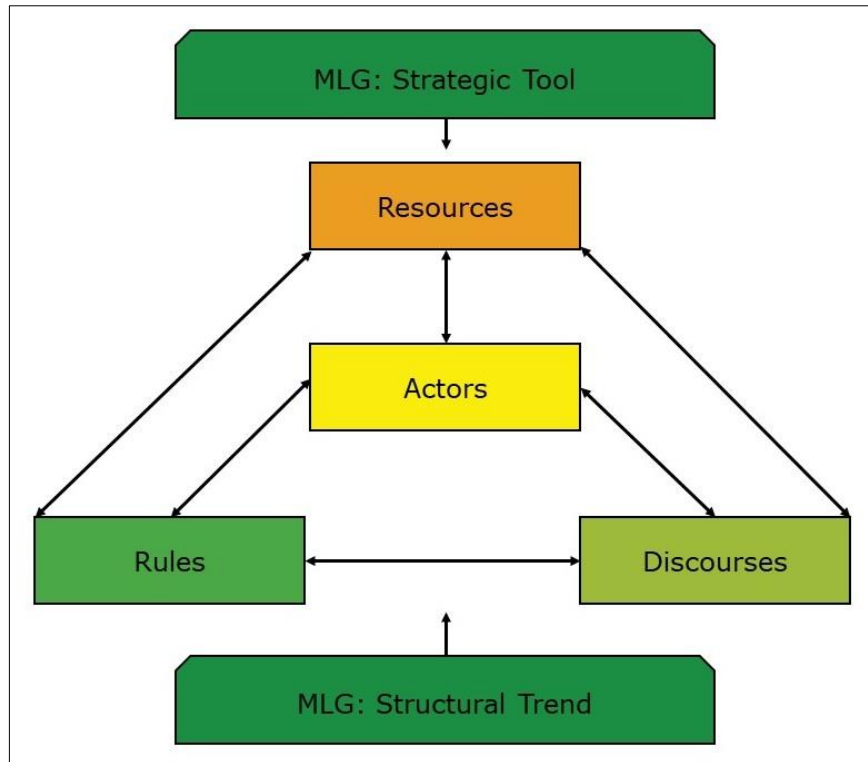 MLG: Strategic Tool
Resources
Actors
Rules
Discourses
MLG: Structural Trend